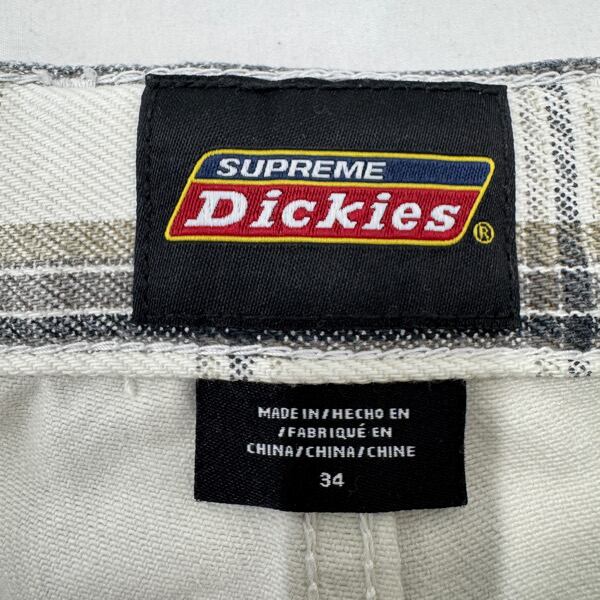 SUPREME
Dickies®
MADE IN/HECHO EN
/FABRIQUÉ EN
CHINA/CHINA/CHINE
34